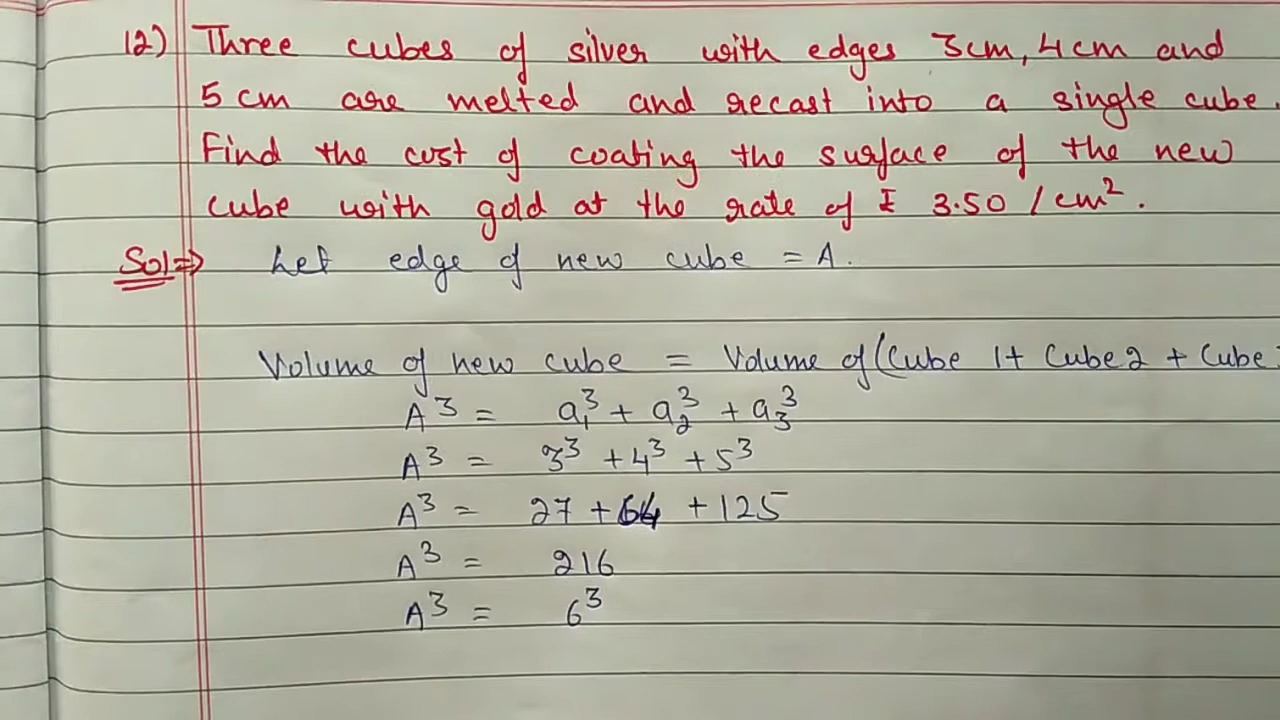 12) Three cubes of silver with edges 3cm, 4cm and
5 cm are melted and recast into a single cube.
Find the cost of coating the surface of the new
cube with gold at the rate of ₹ 3.50 / cm².
Sol⇒ Let edge of new cube = A.
Volume of new cube = Volume of (Cube 1 + Cube 2 + Cube
A³ = a₁³ + a₂³ + a₃³
A³ = 3³ + 4³ + 5³
A³ = 27 + 64 + 125
A³ = 216
A³ = 6³